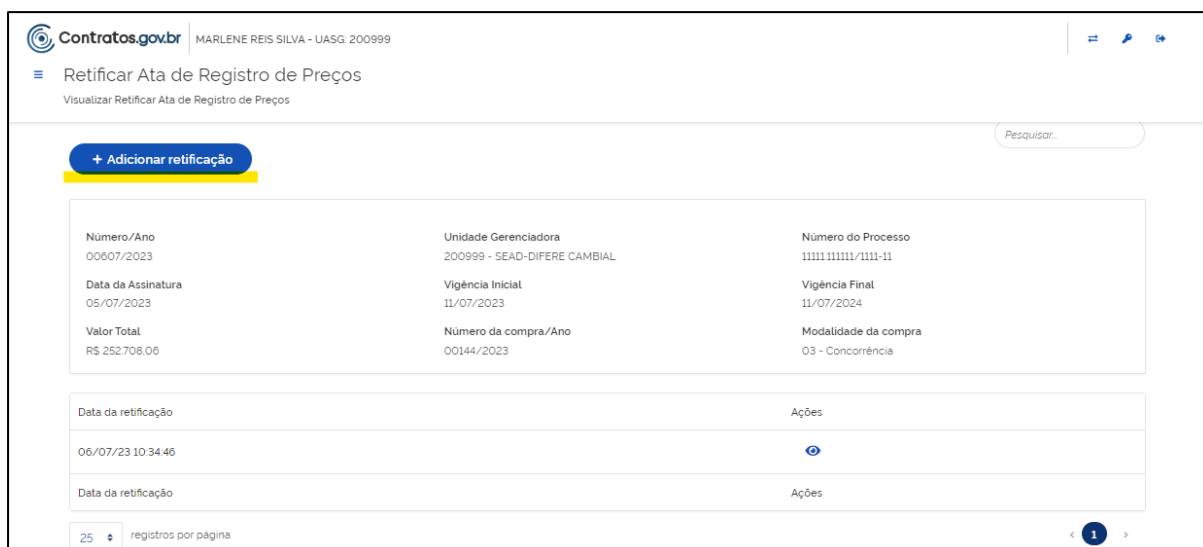 Contratos.gov.br MARLENE REIS SILVA - UASG: 200999
Retificar Ata de Registro de Preços
Visualizar Retificar Ata de Registro de Preços
Pesquisar...
+ Adicionar retificação
Número/Ano Unidade Gerenciadora Número do Processo
00607/2023 200999 - SEAD-DIFERE CAMBIAL 11111111111/1111-11
Data da Assinatura Vigência Inicial Vigência Final
05/07/2023 11/07/2023 11/07/2024
Valor Total Número da compra/Ano Modalidade da compra
R$ 252.708,06 00144/2023 03 - Concorrência
Data da retificação Ações
06/07/23 10:34:46
Data da retificação Ações
25 registros por página < 1 >